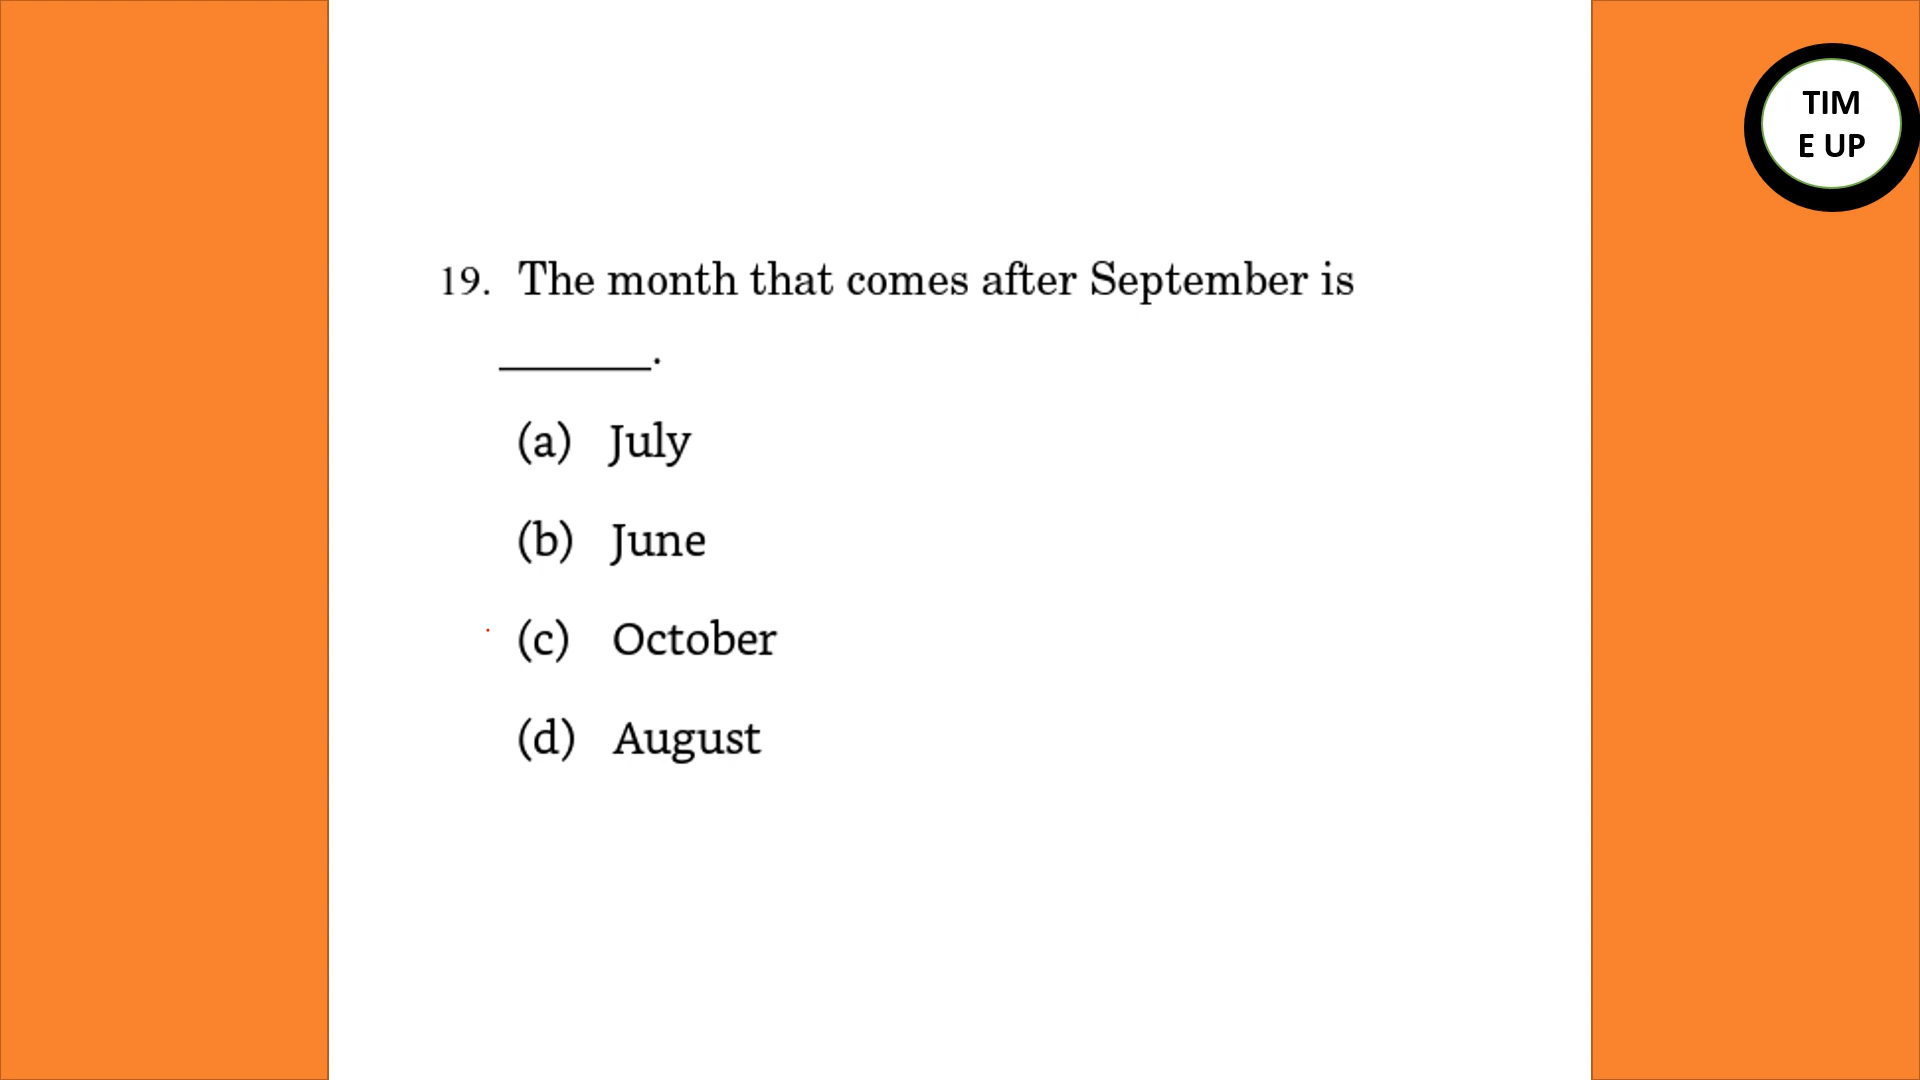 TIM
E UP
19. The month that comes after September is
______.
(a) July
(b) June
(c) October
(d) August